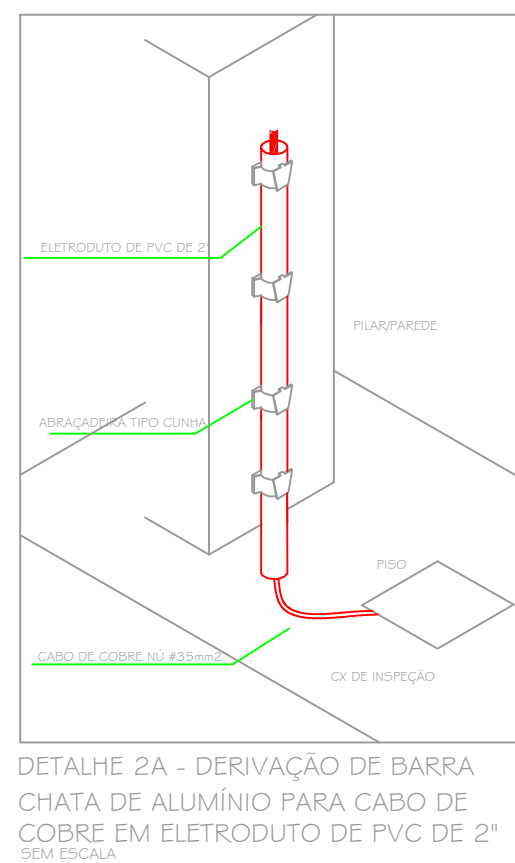 ELETRODUTO DE PVC DE 2"
PILAR/PAREDE
ABRAÇADEIRA TIPO CUNHA
PISO
CABO DE COBRE NÚ #35mm2
CX DE INSPEÇÃO
DETALHE 2A - DERIVAÇÃO DE BARRA
CHATA DE ALUMÍNIO PARA CABO DE
COBRE EM ELETRODUTO DE PVC DE 2"
SEM ESCALA